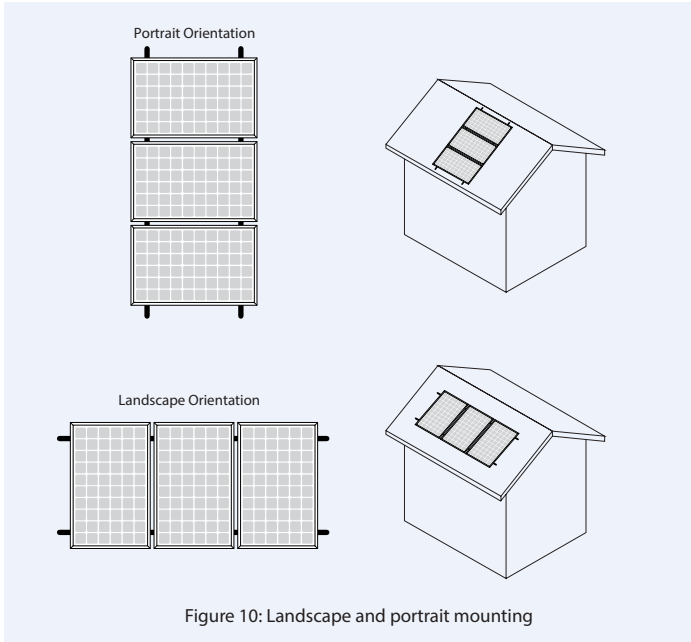 Portrait Orientation
Landscape Orientation
Figure 10: Landscape and portrait mounting